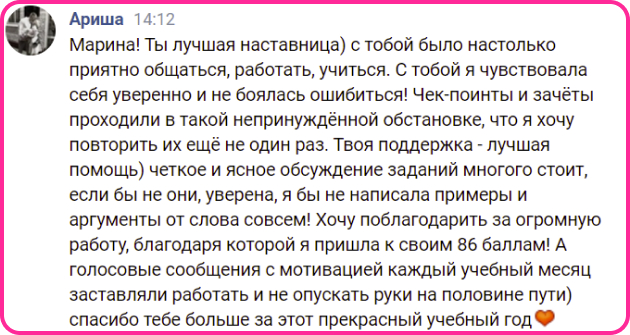 Ариша 14:12
Марина! Ты лучшая наставница) с тобой было настолько
приятно общаться, работать, учиться. С тобой я чувствовала
себя уверенно и не боялась ошибиться! Чек-поинты и зачёты
проходили в такой непринуждённой обстановке, что я хочу
повторить их ещё не один раз. Твоя поддержка - лучшая
помощь) четкое и ясное обсуждение заданий многого стоит,
если бы не они, уверена, я бы не написала примеры и
аргументы от слова совсем! Хочу поблагодарить за огромную
работу, благодаря которой я пришла к своим 86 баллам! А
голосовые сообщения с мотивацией каждый учебный месяц
заставляли работать и не опускать руки на половине пути)
спасибо тебе больше за этот прекрасный учебный год🧡